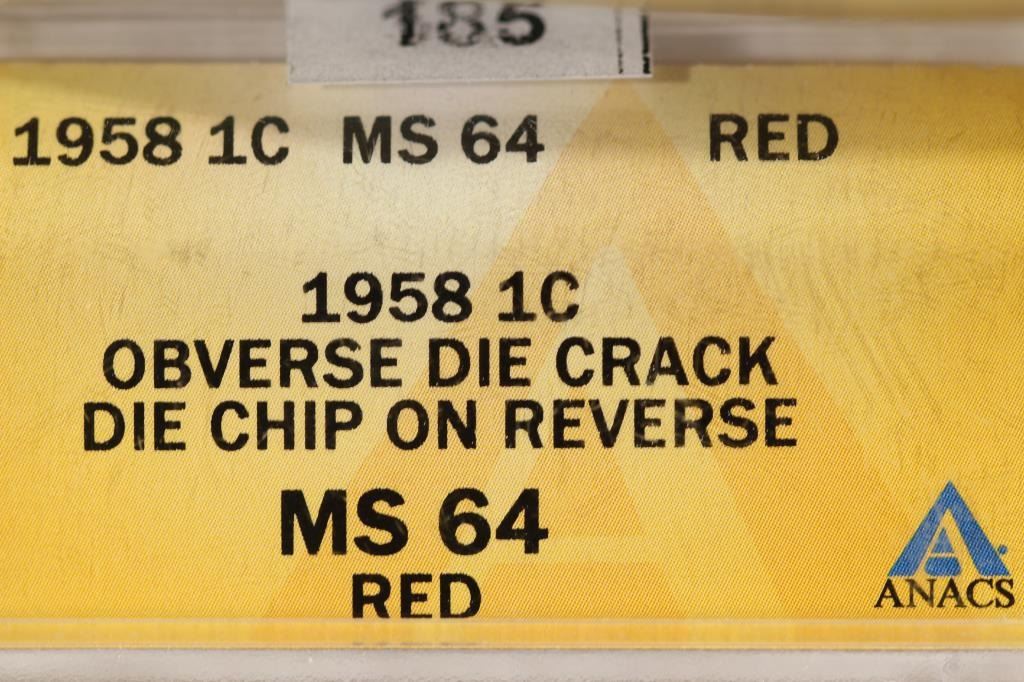 185
1958 1C MS 64 RED
1958 1C
OBVERSE DIE CRACK
DIE CHIP ON REVERSE
MS 64
RED
ANACS